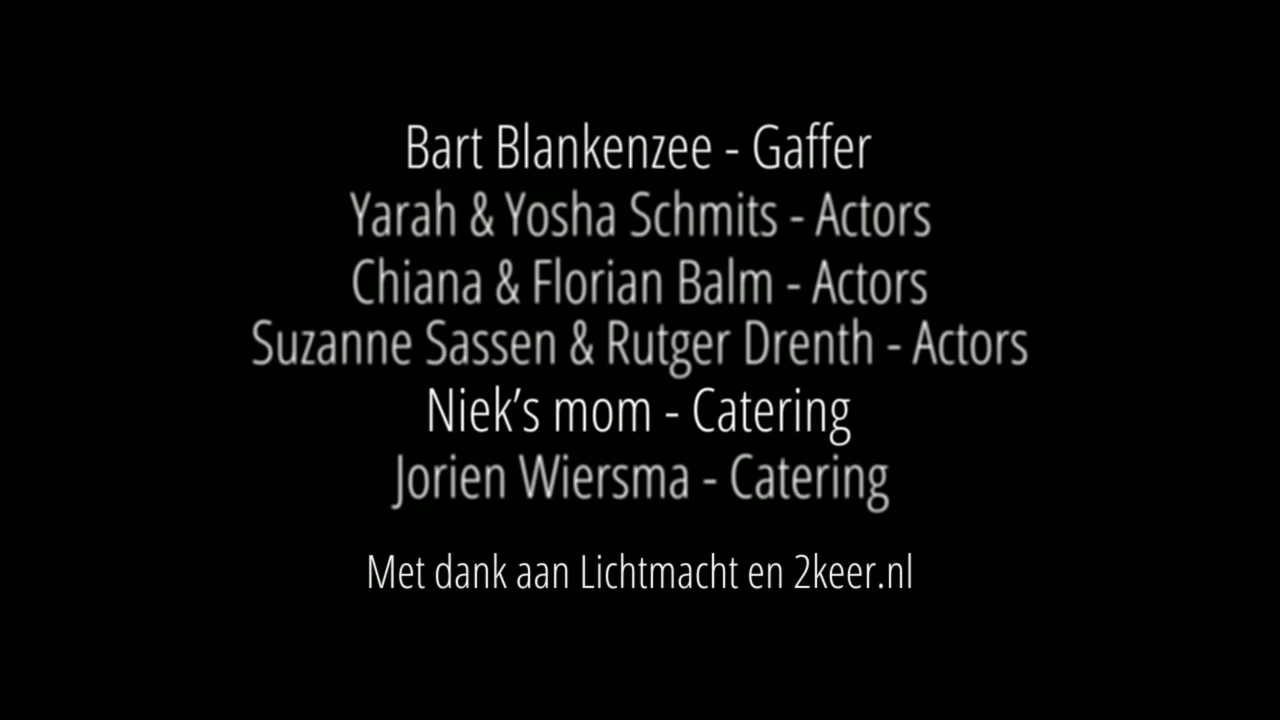 Bart Blankenzee - Gaffer
Yarah & Yosha Schmits - Actors
Chiana & Florian Balm - Actors
Suzanne Sassen & Rutger Drenth - Actors
Niek’s mom - Catering
Jorien Wiersma - Catering
Met dank aan Lichtmacht en 2keer.nl